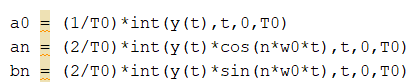 a0 = (1/T0)*int(y(t),t,0,T0)
an = (2/T0)*int(y(t)*cos(n*w0*t),t,0,T0)
bn = (2/T0)*int(y(t)*sin(n*w0*t),t,0,T0)